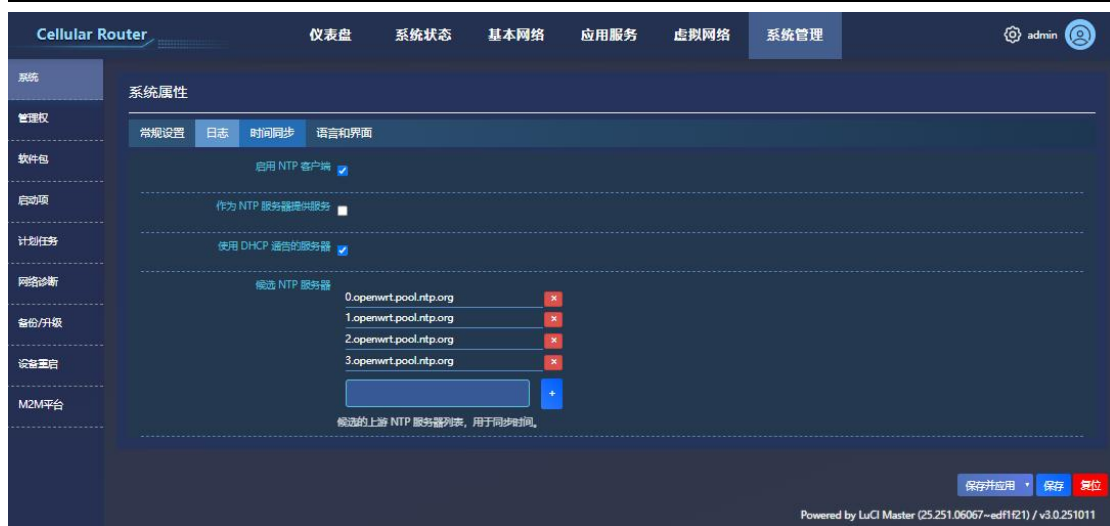 Cellular Router 仪表盘 系统状态 基本网络 应用服务 虚拟网络 系统管理 admin
系统
管理权
软件包
启动项
计划任务
网络诊断
备份/升级
设备重启
M2M平台
系统属性
常规设置 日志 时间同步 语言和界面
启用 NTP 客户端
作为 NTP 服务器提供服务
使用 DHCP 通告的服务器
候选 NTP 服务器
0.openwrt.pool.ntp.org ×
1.openwrt.pool.ntp.org ×
2.openwrt.pool.ntp.org ×
3.openwrt.pool.ntp.org ×
+
候选的上游 NTP 服务器列表，用于同步时间。
保存并应用 保存 复位
Powered by LuCI Master (25.251.06067~edf1f21) / v3.0.251011